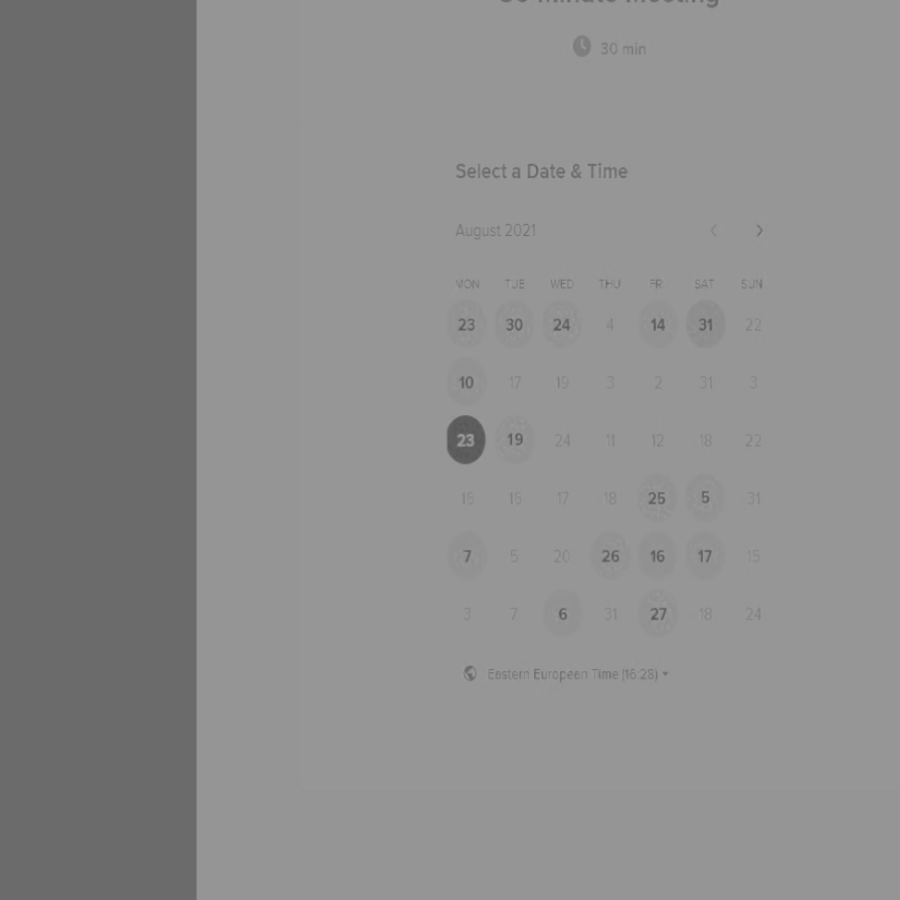 30 min
Select a Date & Time
August 2021
MON TUE WED THU FR SAT SUN
23 30 24 4 14 31 22
10 17 19 3 2 31 3
23 19 24 11 12 18 22
15 16 17 18 25 5 31
7 5 20 26 16 17 15
3 7 6 31 27 18 24
Eastern European Time (16:28)